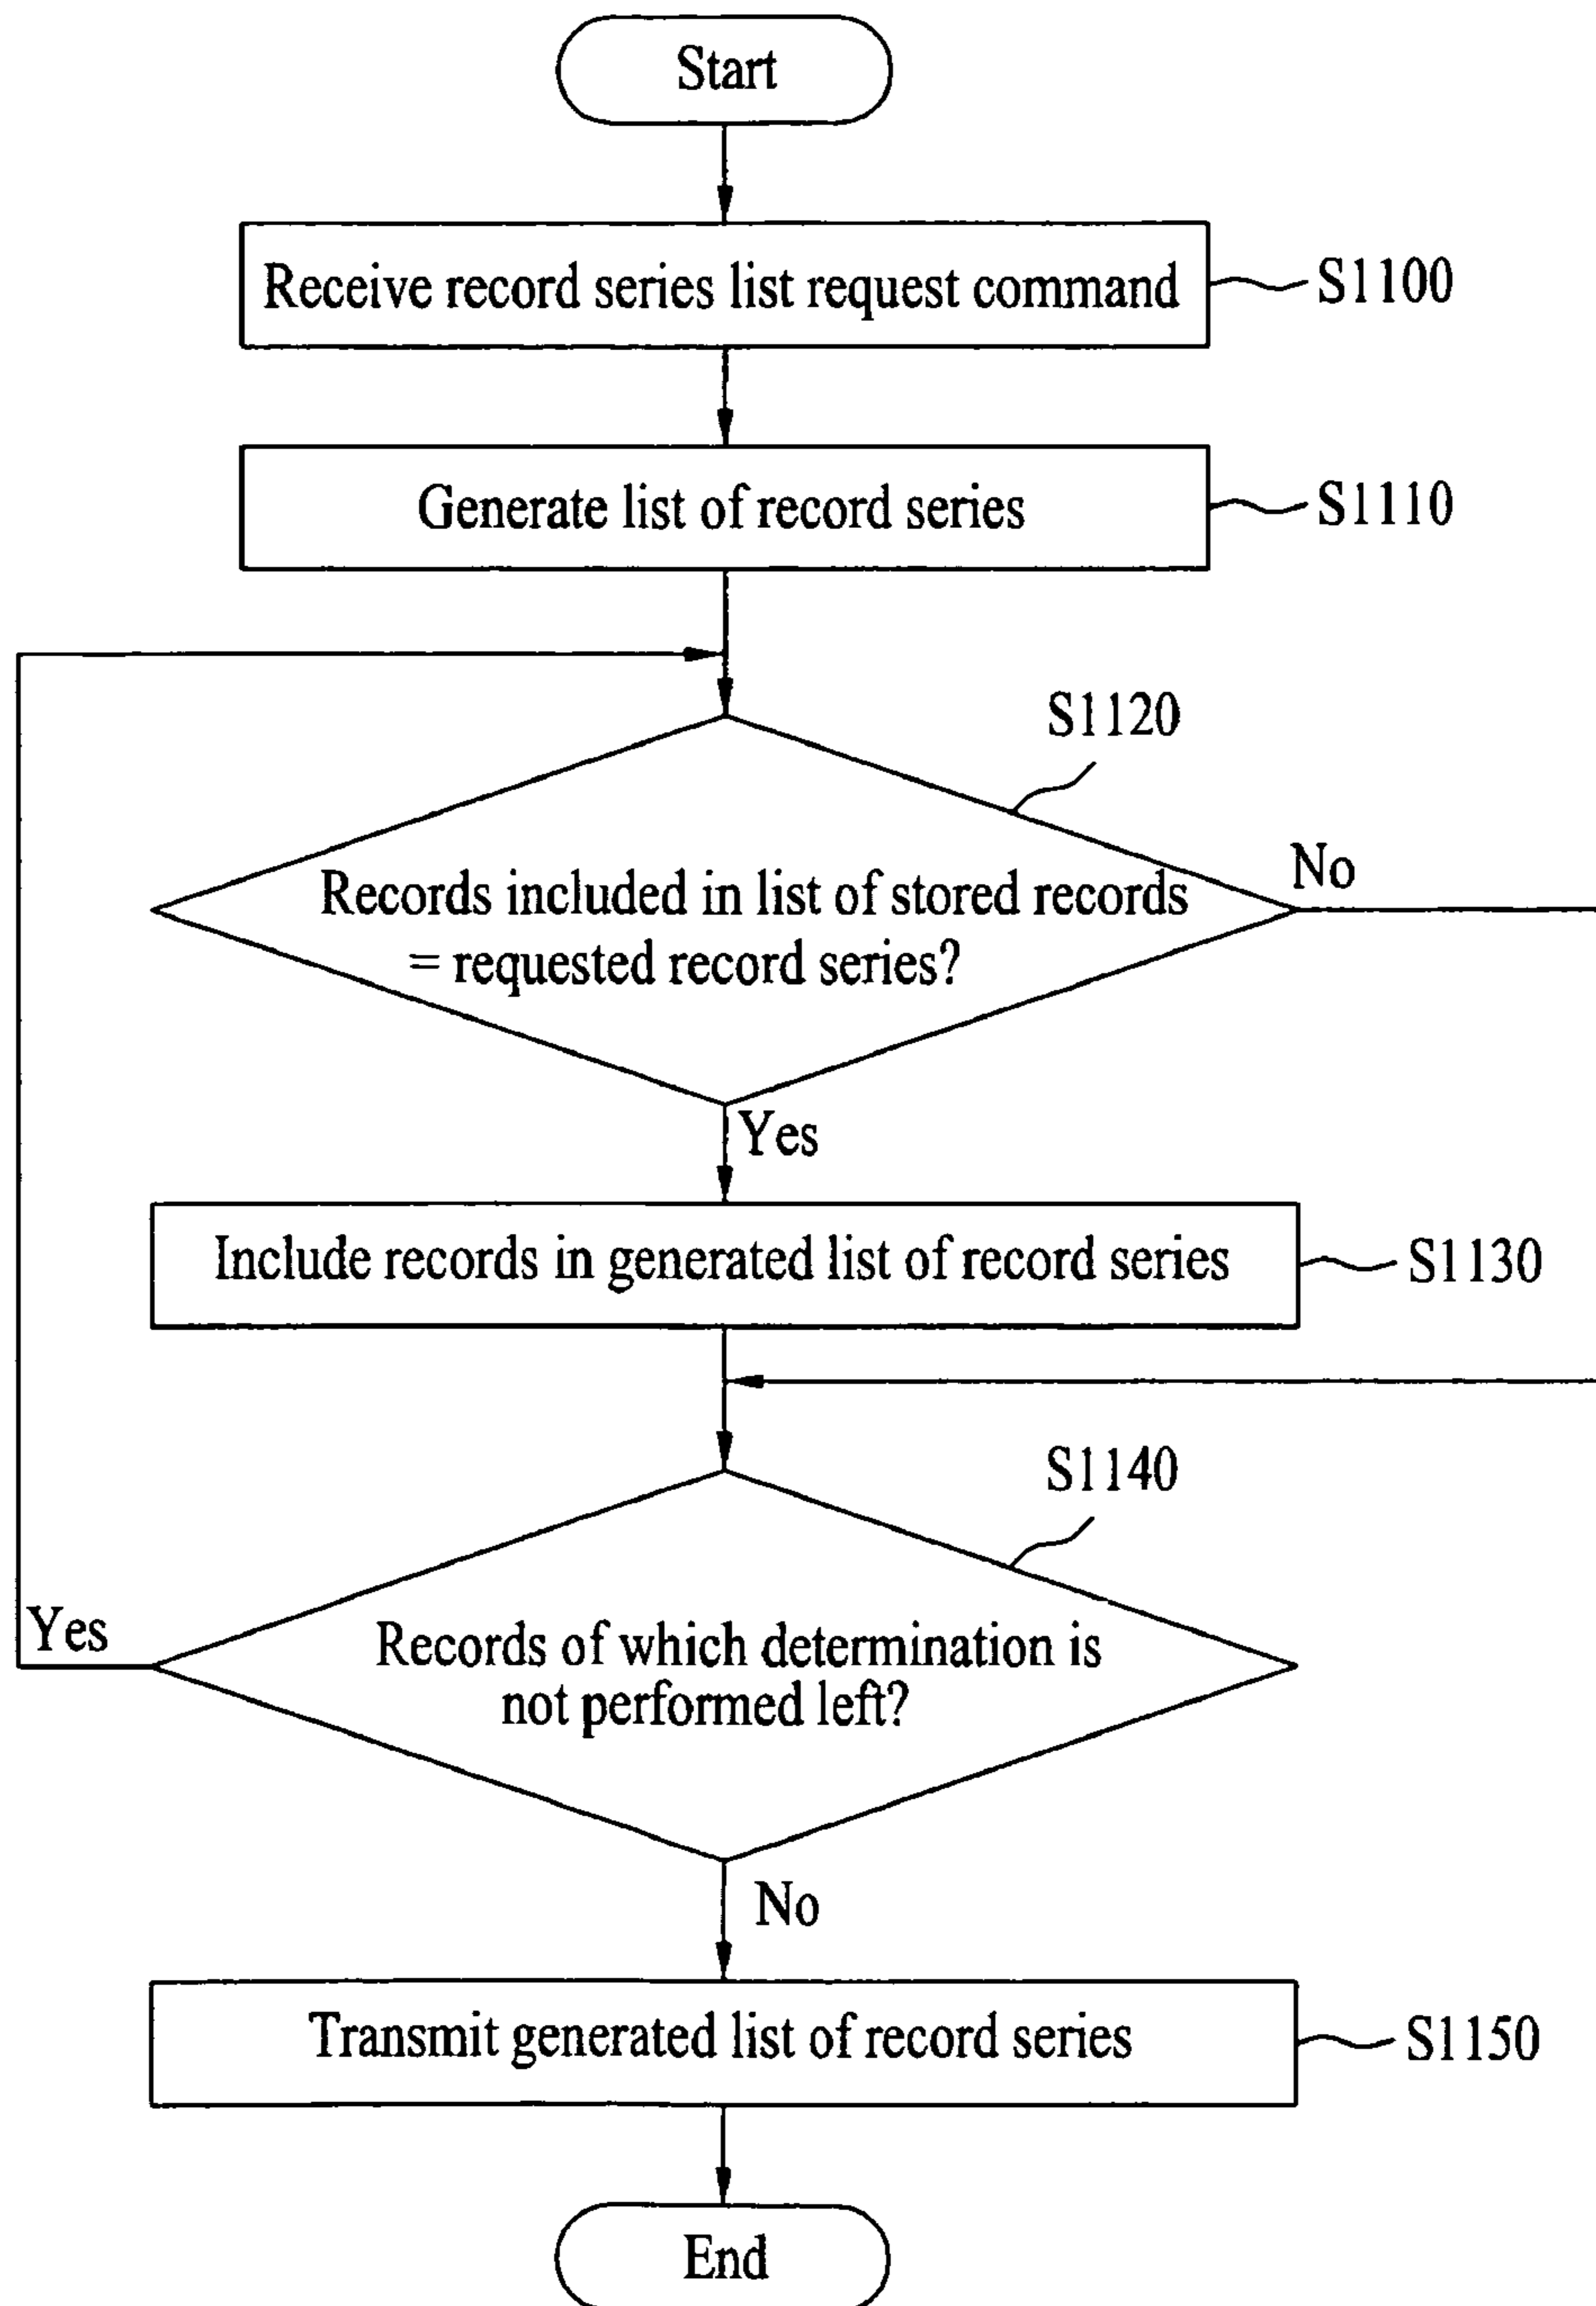 Start
Receive record series list request command
S1100
Generate list of record series
S1110
S1120
Records included in list of stored records
= requested record series?
No
Yes
Include records in generated list of record series
S1130
S1140
Records of which determination is
not performed left?
Yes
No
Transmit generated list of record series
S1150
End